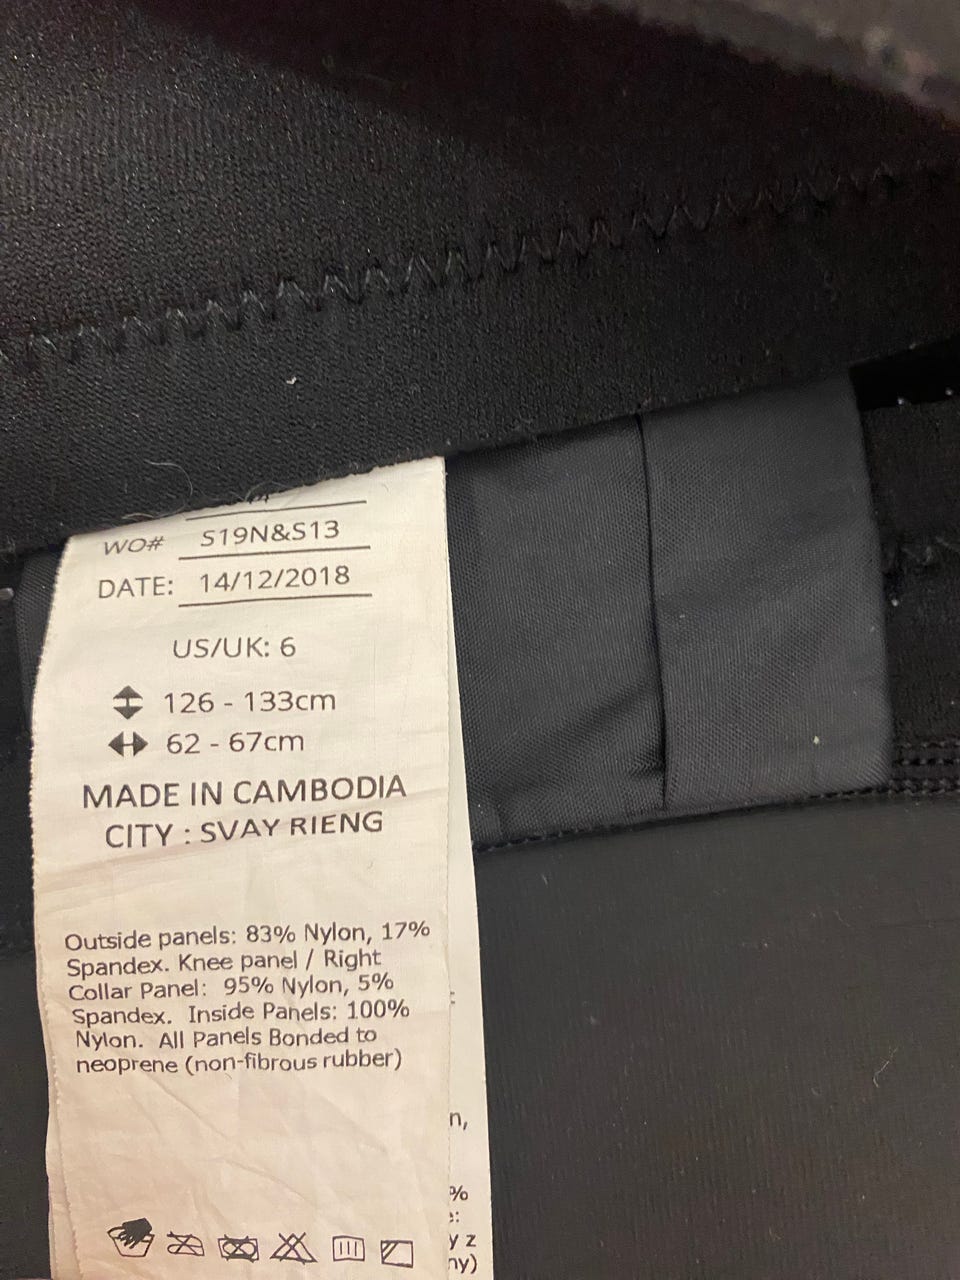 WO# S19N&S13
DATE: 14/12/2018
US/UK: 6
126 - 133cm
62 - 67cm
MADE IN CAMBODIA
CITY : SVAY RIENG
Outside panels: 83% Nylon, 17%
Spandex. Knee panel / Right
Collar Panel: 95% Nylon, 5%
Spandex. Inside Panels: 100%
Nylon. All Panels Bonded to
neoprene (non-fibrous rubber)
n,
%
y z
ny)